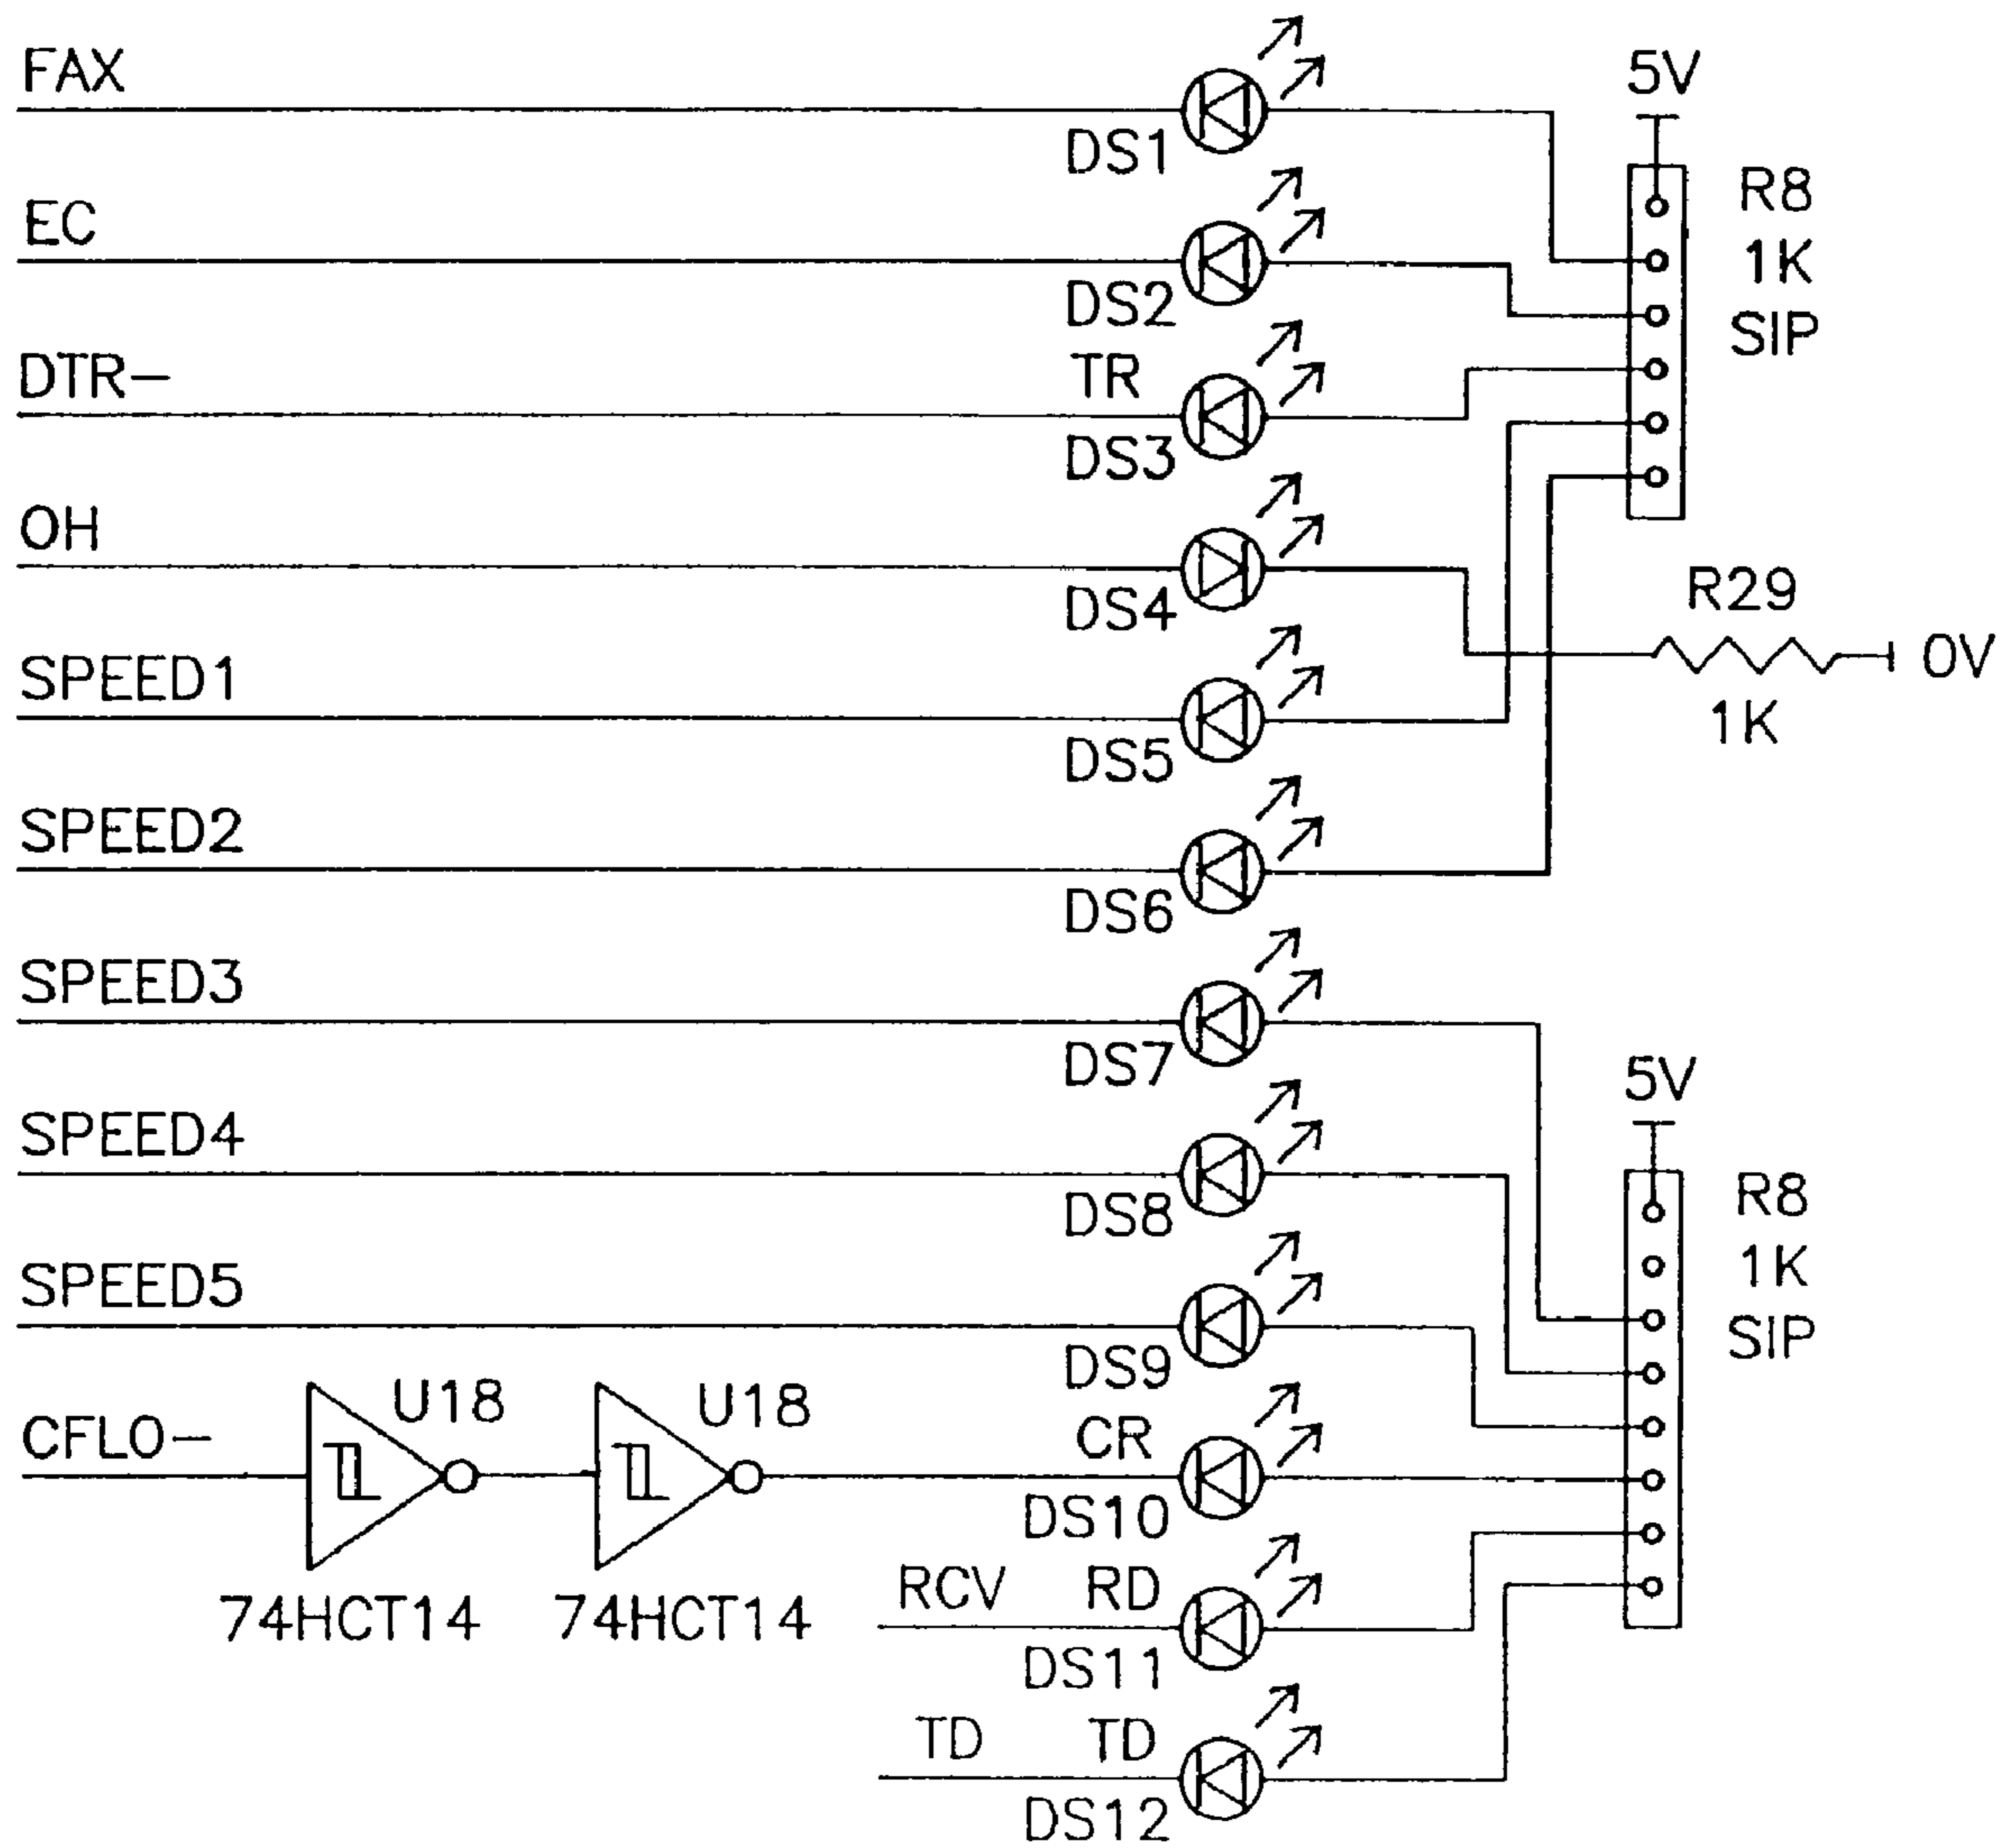 FAX
DS1
5V
R8
1K
SIP
EC
DS2
DTR-
TR
DS3
OH
DS4
R29
1K
0V
SPEED1
DS5
SPEED2
DS6
SPEED3
DS7
5V
R8
1K
SIP
SPEED4
DS8
SPEED5
DS9
CFLO-
U18
74HCT14
U18
74HCT14
CR
DS10
RCV
RD
DS11
TD
TD
DS12